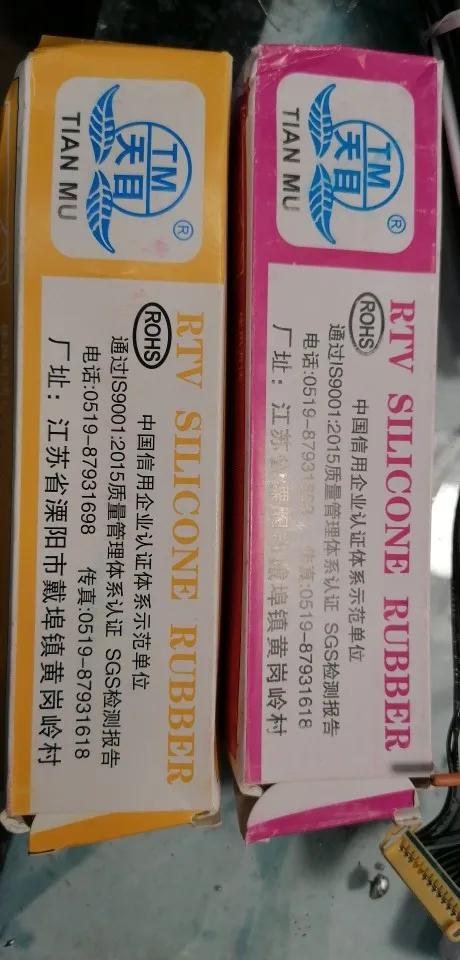 TM
天目
®
TIAN MU
RTV SILICONE RUBBER
ROHS
中国信用企业认证体系示范单位
通过IS9001:2015质量管理体系认证 SGS检测报告
电话:0519-87931698 传真:0519-87931618
厂址：江苏省溧阳市戴埠镇黄岗岭村
TM
天目
®
TIAN MU
RTV SILICONE RUBBER
ROHS
中国信用企业认证体系示范单位
通过IS9001:2015质量管理体系认证 SGS检测报告
电话: 传真:0519-87931618
厂址：江苏省溧阳 埠镇黄岗岭村